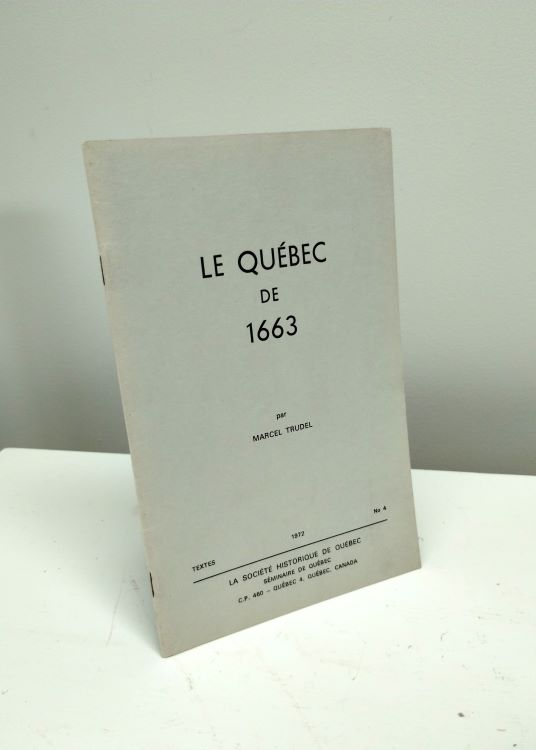 LE QUÉBEC
DE
1663
par
MARCEL TRUDEL
TEXTES 1972 No. 4
LA SOCIÉTÉ HISTORIQUE DE QUÉBEC
SÉMINAIRE DE QUÉBEC
C.P. 460 – QUÉBEC 4, QUÉBEC, CANADA